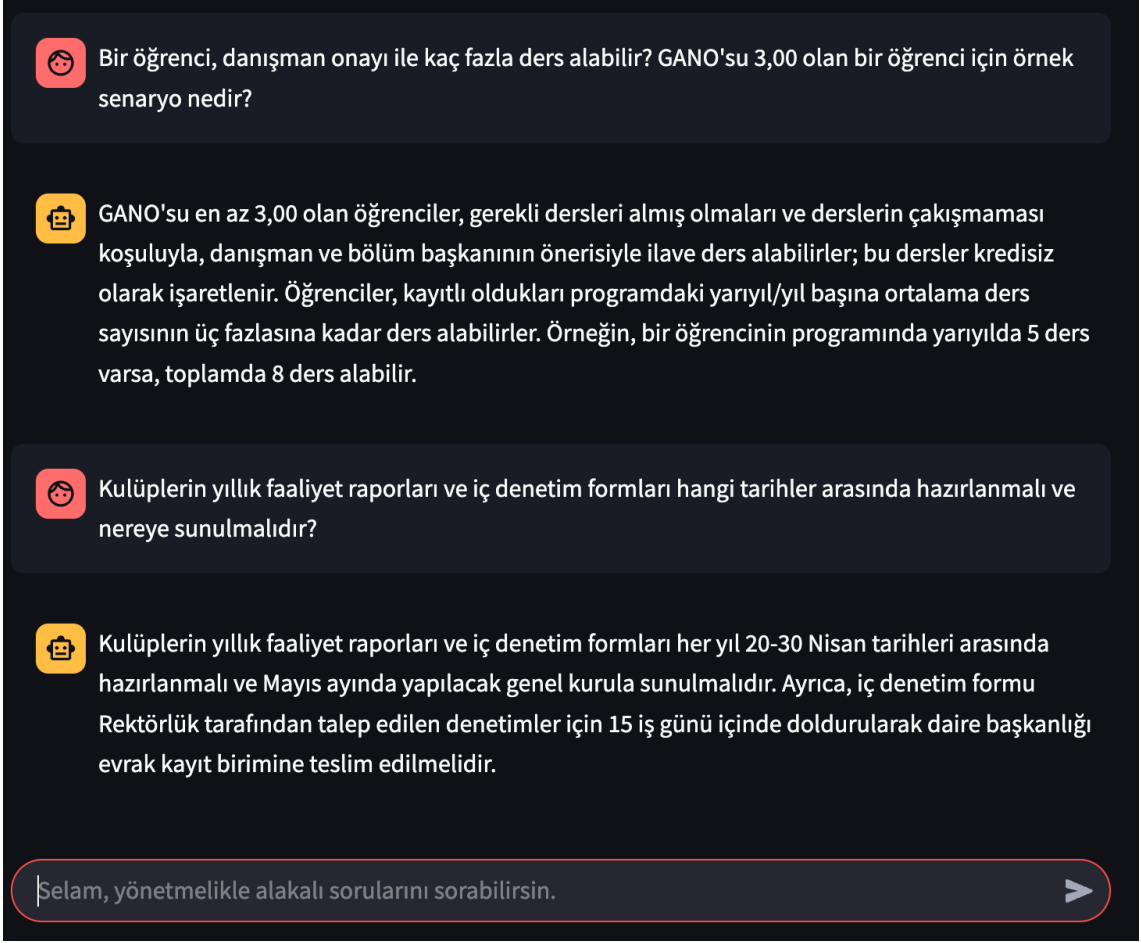 Bir öğrenci, danışman onayı ile kaç fazla ders alabilir? GANO'su 3,00 olan bir öğrenci için örnek
senaryo nedir?
GANO'su en az 3,00 olan öğrenciler, gerekli dersleri almış olmaları ve derslerin çakışmaması
koşuluyla, danışman ve bölüm başkanının önerisiyle ilave ders alabilirler; bu dersler kredisiz
olarak işaretlenir. Öğrenciler, kayıtlı oldukları programdaki yarıyıl/yıl başına ortalama ders
sayısının üç fazlasına kadar ders alabilirler. Örneğin, bir öğrencinin programında yarıyılda 5 ders
varsa, toplamda 8 ders alabilir.
Kulüplerin yıllık faaliyet raporları ve iç denetim formları hangi tarihler arasında hazırlanmalı ve
nereye sunulmalıdır?
Kulüplerin yıllık faaliyet raporları ve iç denetim formları her yıl 20-30 Nisan tarihleri arasında
hazırlanmalı ve Mayıs ayında yapılacak genel kurula sunulmalıdır. Ayrıca, iç denetim formu
Rektörlük tarafından talep edilen denetimler için 15 iş günü içinde doldurularak daire başkanlığı
evrak kayıt birimine teslim edilmelidir.
Selam, yönetmelikle alakalı sorularını sorabilirsin.